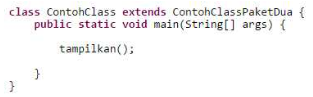 class ContohClass extends ContohClassPaketDua {
    public static void main(String[] args) {
        tampilkan();
    }
}